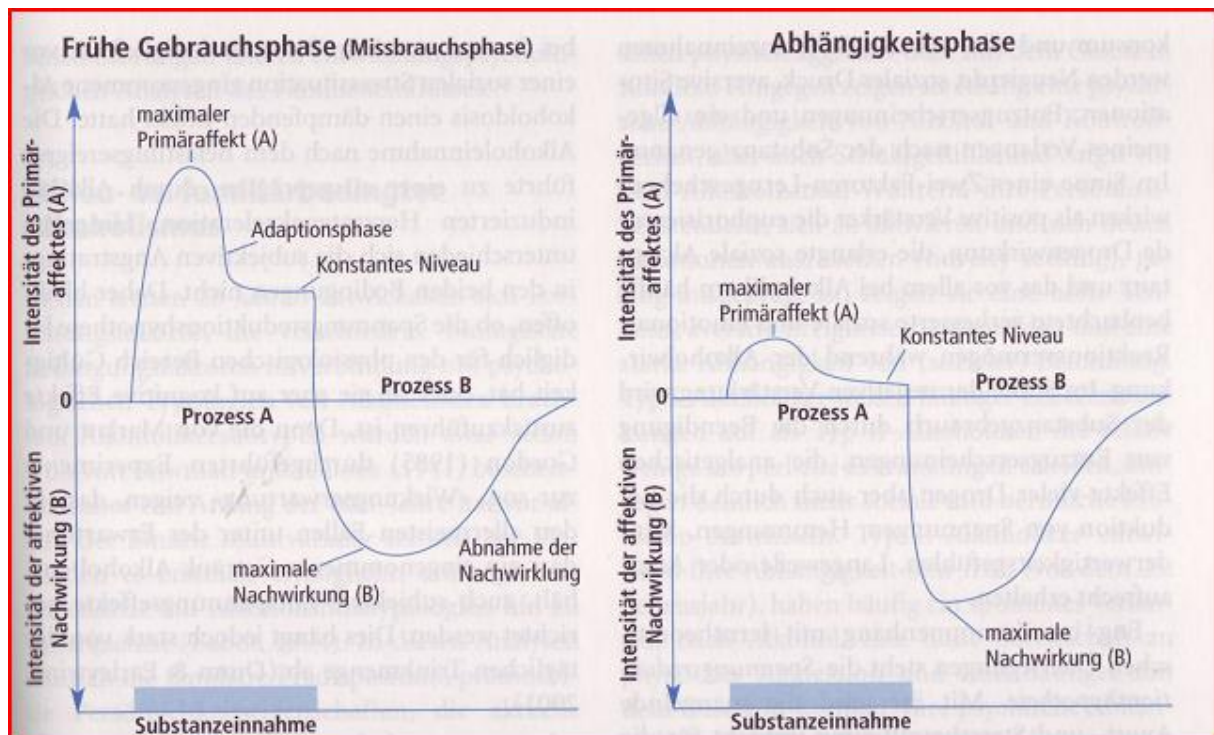 Frühe Gebrauchsphase (Missbrauchsphase)
Intensität des Primär-
affektes (A)
maximaler
Primäraffekt (A)
Adaptionsphase
Konstantes Niveau
0
Prozess A
Prozess B
Intensität der affektiven
Nachwirkung (B)
maximale
Nachwirkung (B)
Abnahme der
Nachwirkung
Substanzeinnahme
Abhängigkeitsphase
Intensität des Primär-
affektes (A)
maximaler
Primäraffekt (A)
Konstantes Niveau
0
Prozess A
Prozess B
Intensität der affektiven
Nachwirkung (B)
maximale
Nachwirkung (B)
Substanzeinnahme